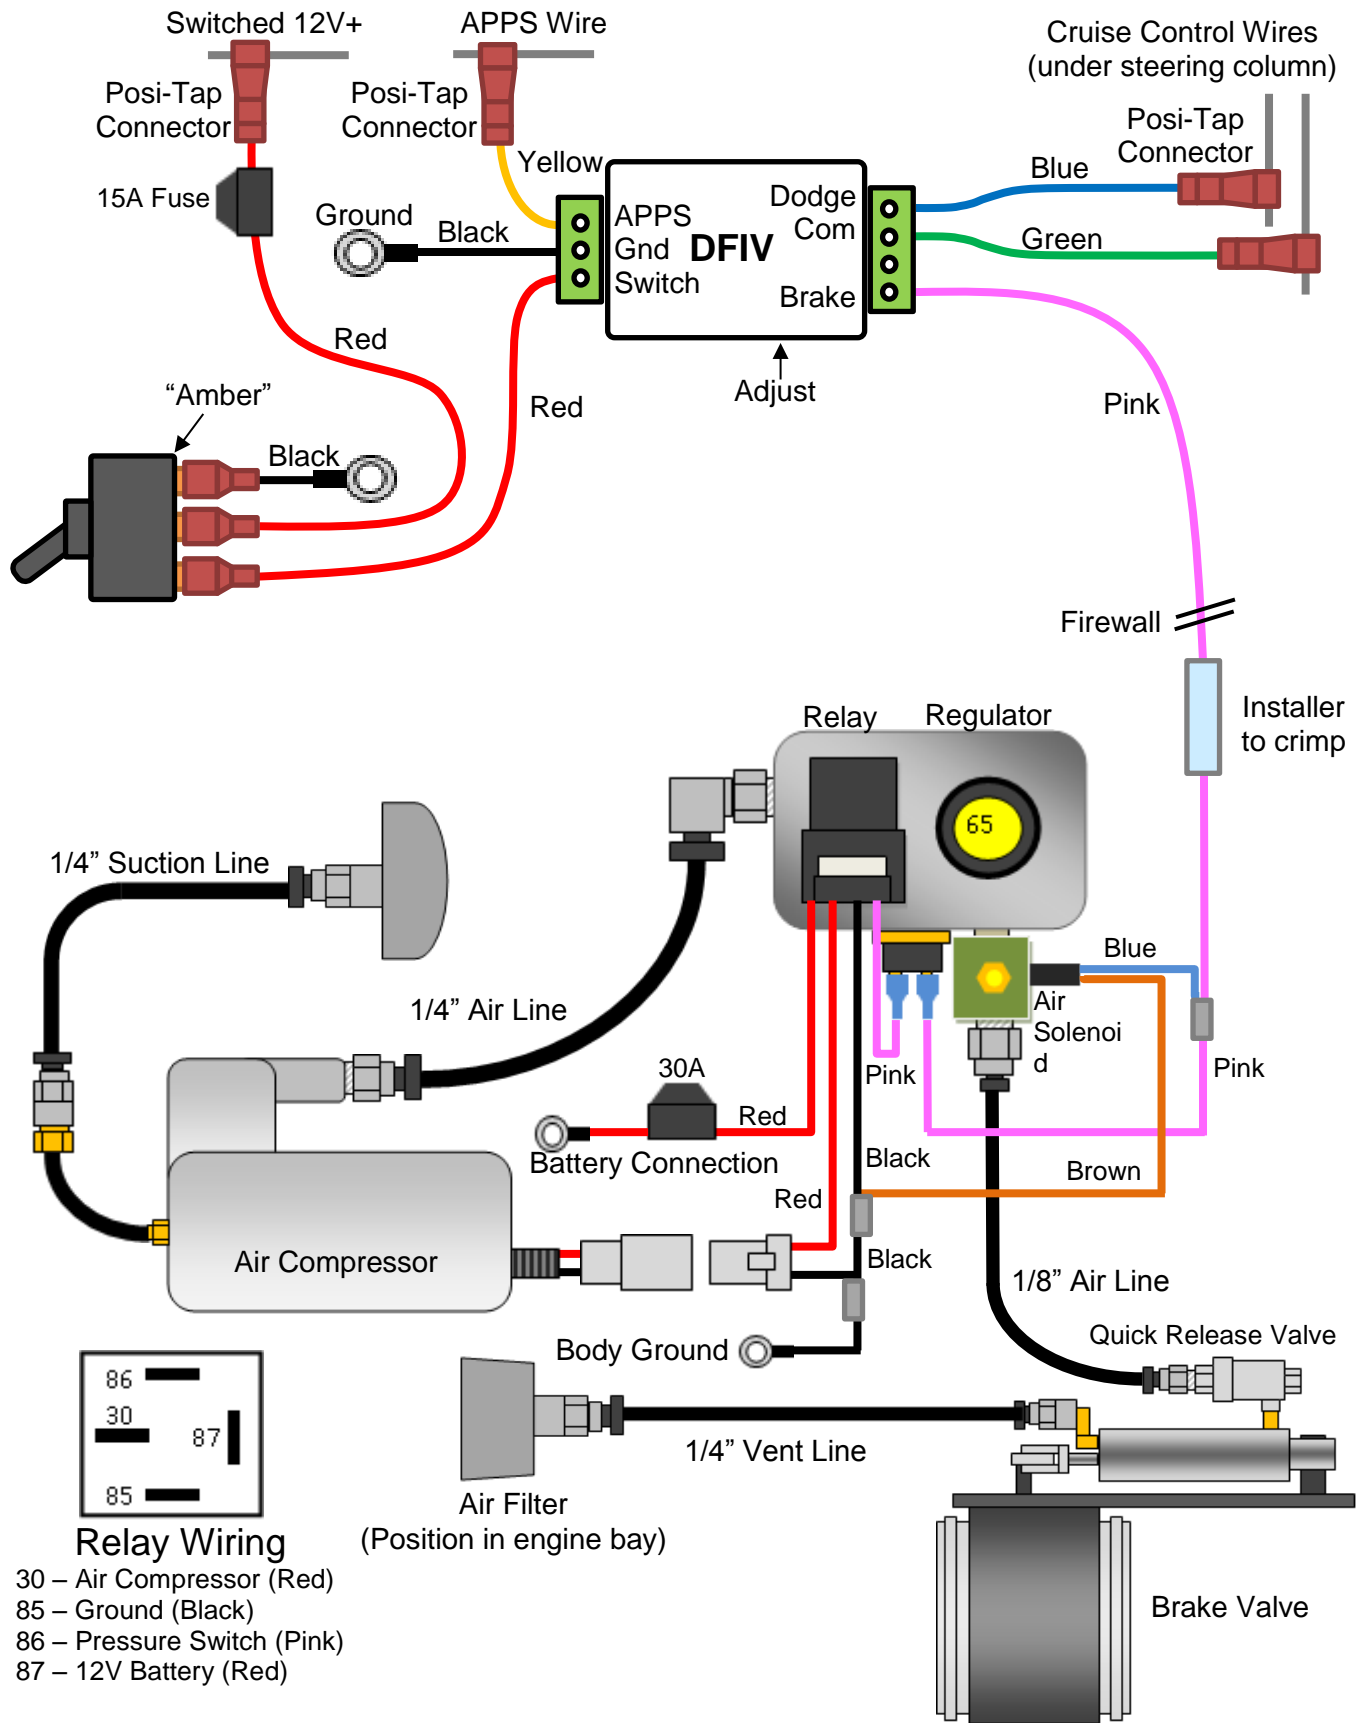 Switched 12V+
APPS Wire
Cruise Control Wires
(under steering column)
Posi-Tap
Connector
Posi-Tap
Connector
Posi-Tap
Connector
15A Fuse
Yellow
Blue
Ground
Black
APPS
Gnd
Switch
DFIV
Dodge
Com
Brake
Green
Red
Adjust
"Amber"
Red
Pink
Black
Firewall
Installer
to crimp
Relay
Regulator
65
1/4” Suction Line
1/4” Air Line
Blue
Air
Solenoi
d
Pink
Pink
30A
Red
Battery Connection
Black
Brown
Red
Air Compressor
Black
1/8” Air Line
Body Ground
Quick Release Valve
86
30
87
85
1/4” Vent Line
Air Filter
(Position in engine bay)
Relay Wiring
30 – Air Compressor (Red)
85 – Ground (Black)
86 – Pressure Switch (Pink)
87 – 12V Battery (Red)
Brake Valve